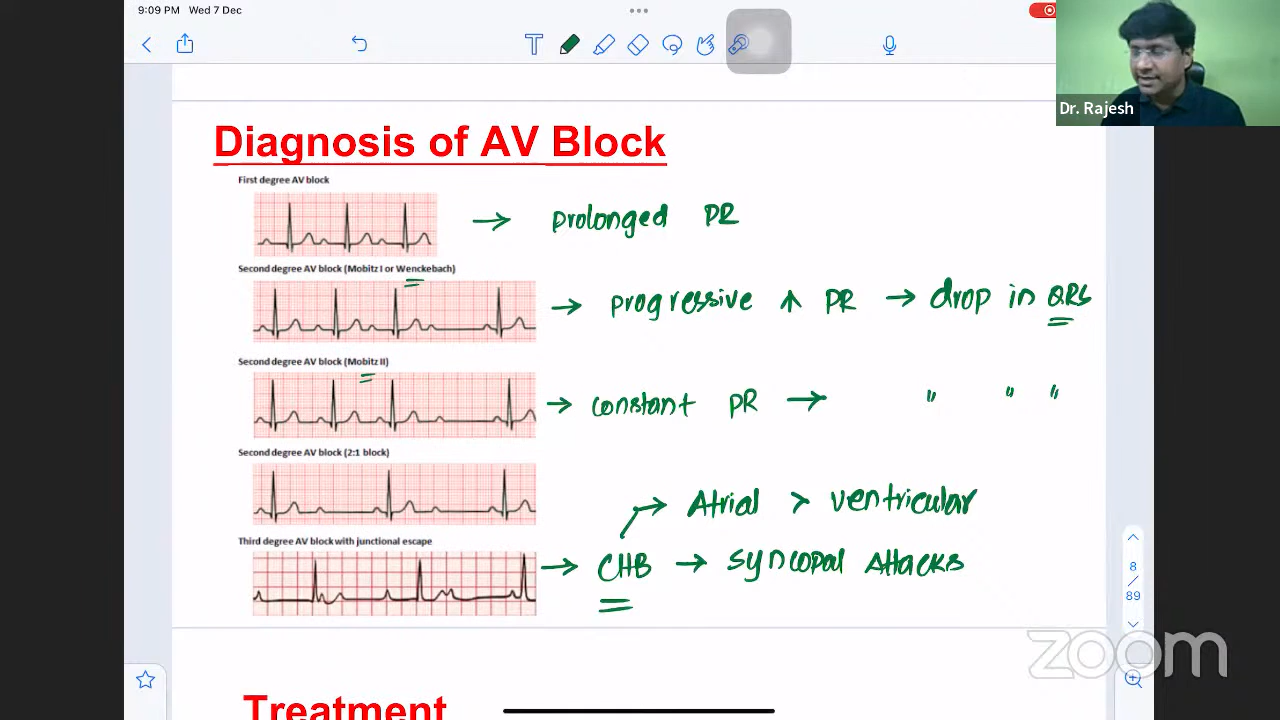 9:09 PM Wed 7 Dec
Dr. Rajesh
Diagnosis of AV Block
First degree AV block
→ prolonged PR
Second degree AV block (Mobitz I or Wenckebach)
→ progressive ↑ PR → drop in QRS
Second degree AV block (Mobitz II)
→ constant PR → " " "
Second degree AV block (2:1 block)
→ Atrial > ventricular
Third degree AV block with junctional escape
→ CHB → syncopal Attacks
8
/
89
zoom
Treatment